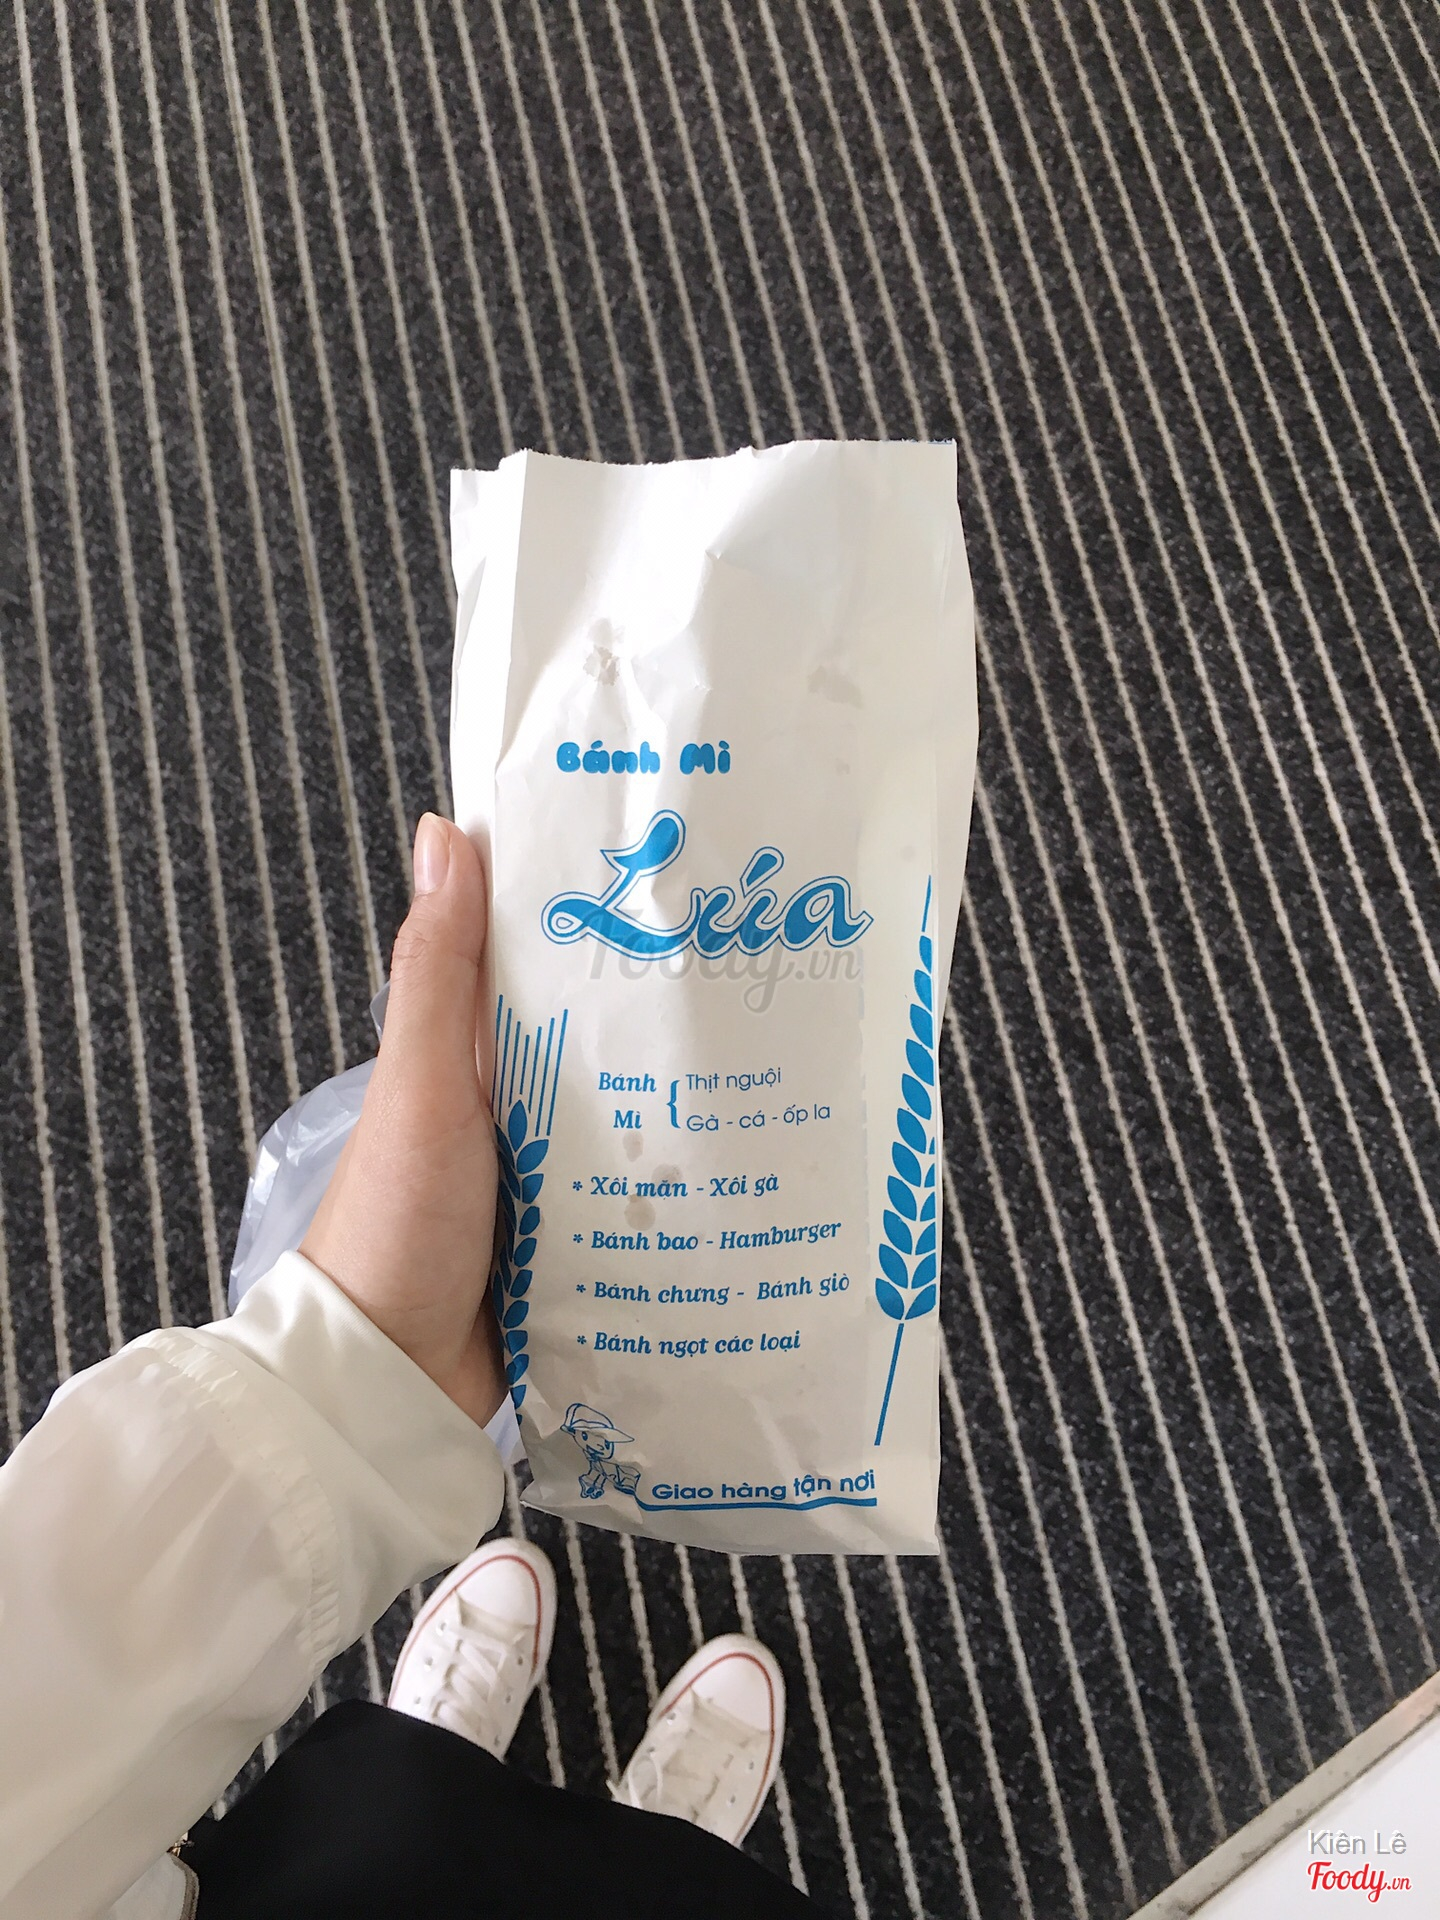 Bánh Mì
Lúa
Bánh Mì { Thịt nguội
Gà - cá - ốp la
* Xôi mặn - Xôi gà
* Bánh bao - Hamburger
* Bánh chưng - Bánh giò
* Bánh ngọt các loại
Giao hàng tận nơi
Foody.vn
Kiên Lê
Foody.vn